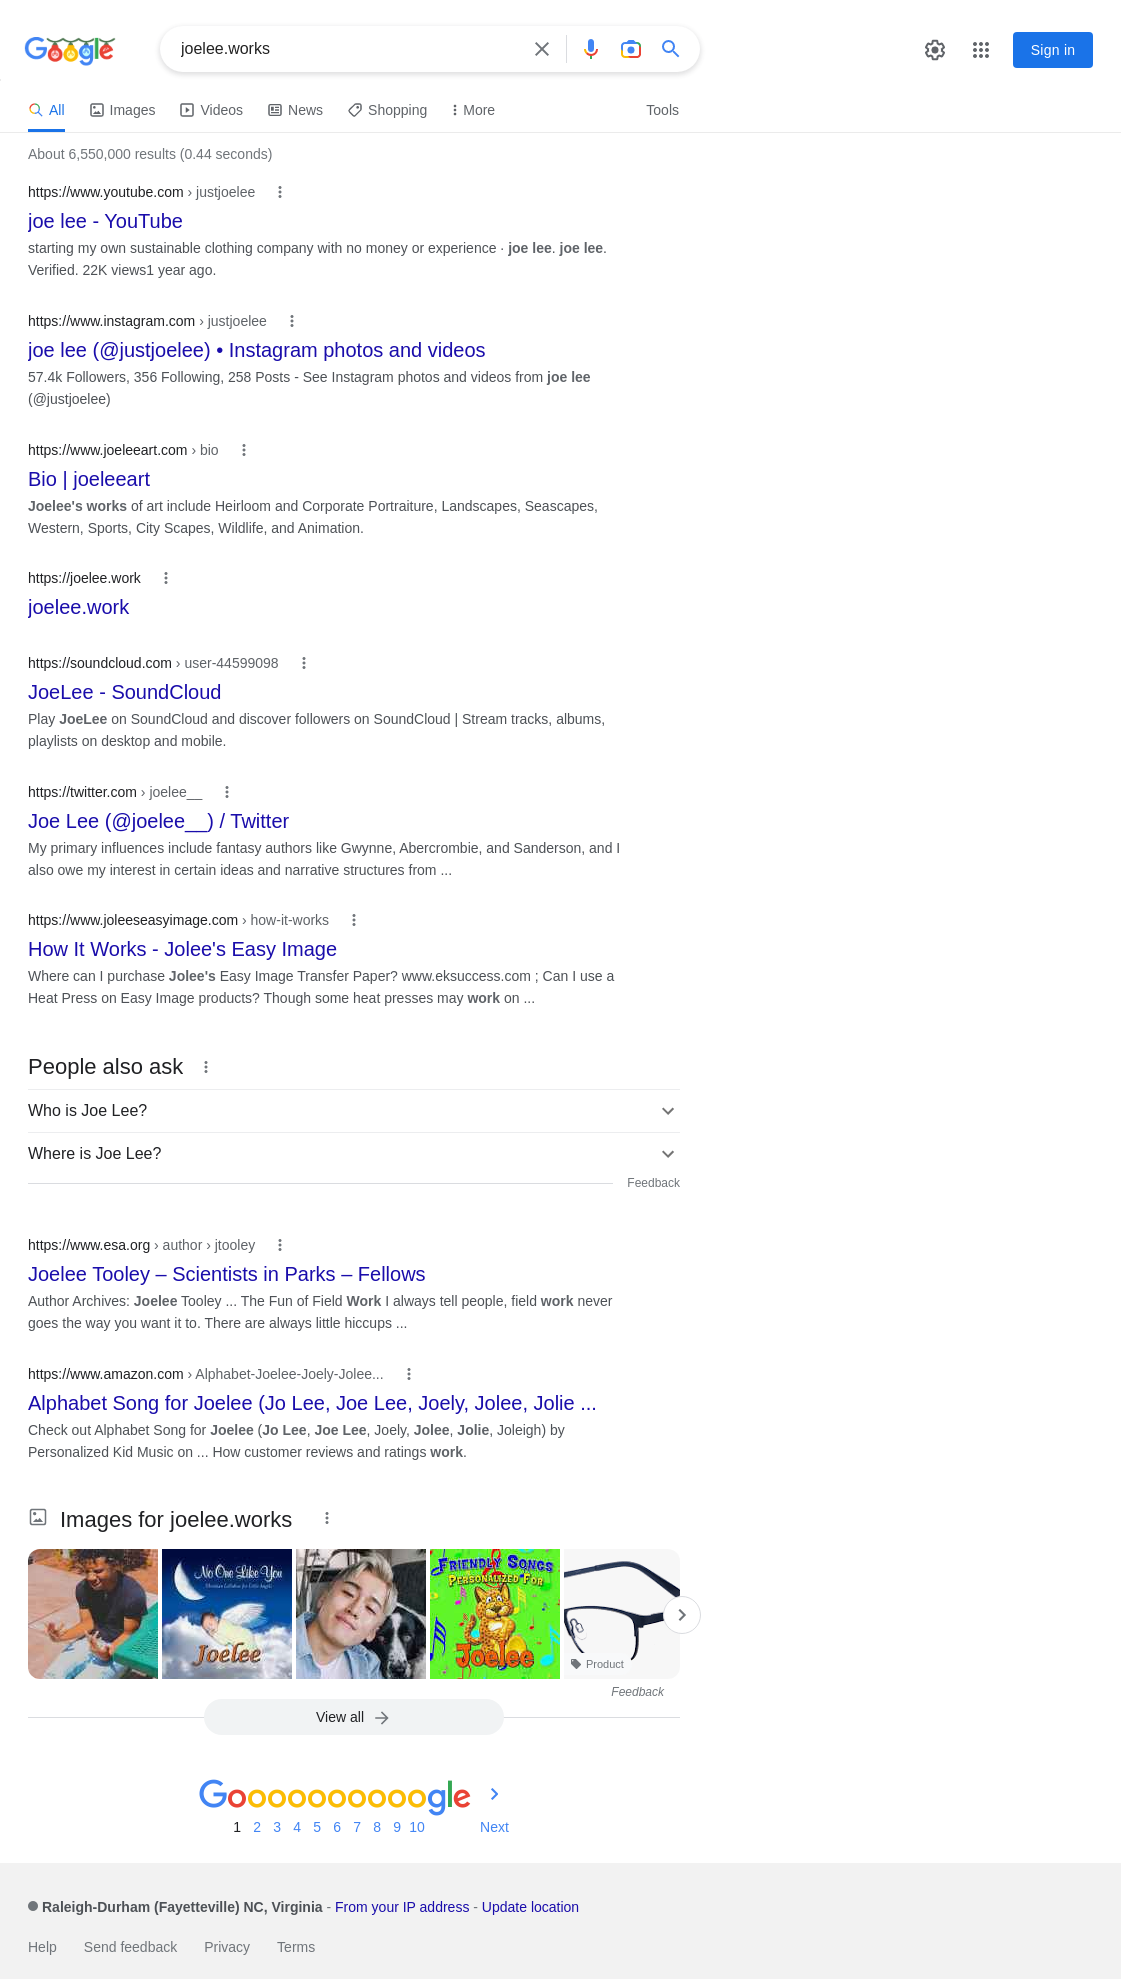 Google
joelee.works
Sign in
All
Images
Videos
News
Shopping
More
Tools
About 6,550,000 results (0.44 seconds)
https://www.youtube.com › justjoelee
joe lee - YouTube
starting my own sustainable clothing company with no money or experience · joe lee. joe lee.
Verified. 22K views1 year ago.
https://www.instagram.com › justjoelee
joe lee (@justjoelee) • Instagram photos and videos
57.4k Followers, 356 Following, 258 Posts - See Instagram photos and videos from joe lee
(@justjoelee)
https://www.joeleeart.com › bio
Bio | joeleeart
Joelee's works of art include Heirloom and Corporate Portraiture, Landscapes, Seascapes,
Western, Sports, City Scapes, Wildlife, and Animation.
https://joelee.work
joelee.work
https://soundcloud.com › user-44599098
JoeLee - SoundCloud
Play JoeLee on SoundCloud and discover followers on SoundCloud | Stream tracks, albums,
playlists on desktop and mobile.
https://twitter.com › joelee__
Joe Lee (@joelee__) / Twitter
My primary influences include fantasy authors like Gwynne, Abercrombie, and Sanderson, and I
also owe my interest in certain ideas and narrative structures from ...
https://www.joleeseasyimage.com › how-it-works
How It Works - Jolee's Easy Image
Where can I purchase Jolee's Easy Image Transfer Paper? www.eksuccess.com ; Can I use a
Heat Press on Easy Image products? Though some heat presses may work on ...
People also ask
Who is Joe Lee?
Where is Joe Lee?
Feedback
https://www.esa.org › author › jtooley
Joelee Tooley – Scientists in Parks – Fellows
Author Archives: Joelee Tooley ... The Fun of Field Work I always tell people, field work never
goes the way you want it to. There are always little hiccups ...
https://www.amazon.com › Alphabet-Joelee-Joely-Jolee...
Alphabet Song for Joelee (Jo Lee, Joe Lee, Joely, Jolee, Jolie ...
Check out Alphabet Song for Joelee (Jo Lee, Joe Lee, Joely, Jolee, Jolie, Joleigh) by
Personalized Kid Music on ... How customer reviews and ratings work.
Images for joelee.works
No One Like You
Joelee
Friendly Songs
Personalized For
Joelee
Product
Feedback
View all
Goooooooooogle
1 2 3 4 5 6 7 8 9 10 Next
Raleigh-Durham (Fayetteville) NC, Virginia - From your IP address - Update location
Help Send feedback Privacy Terms